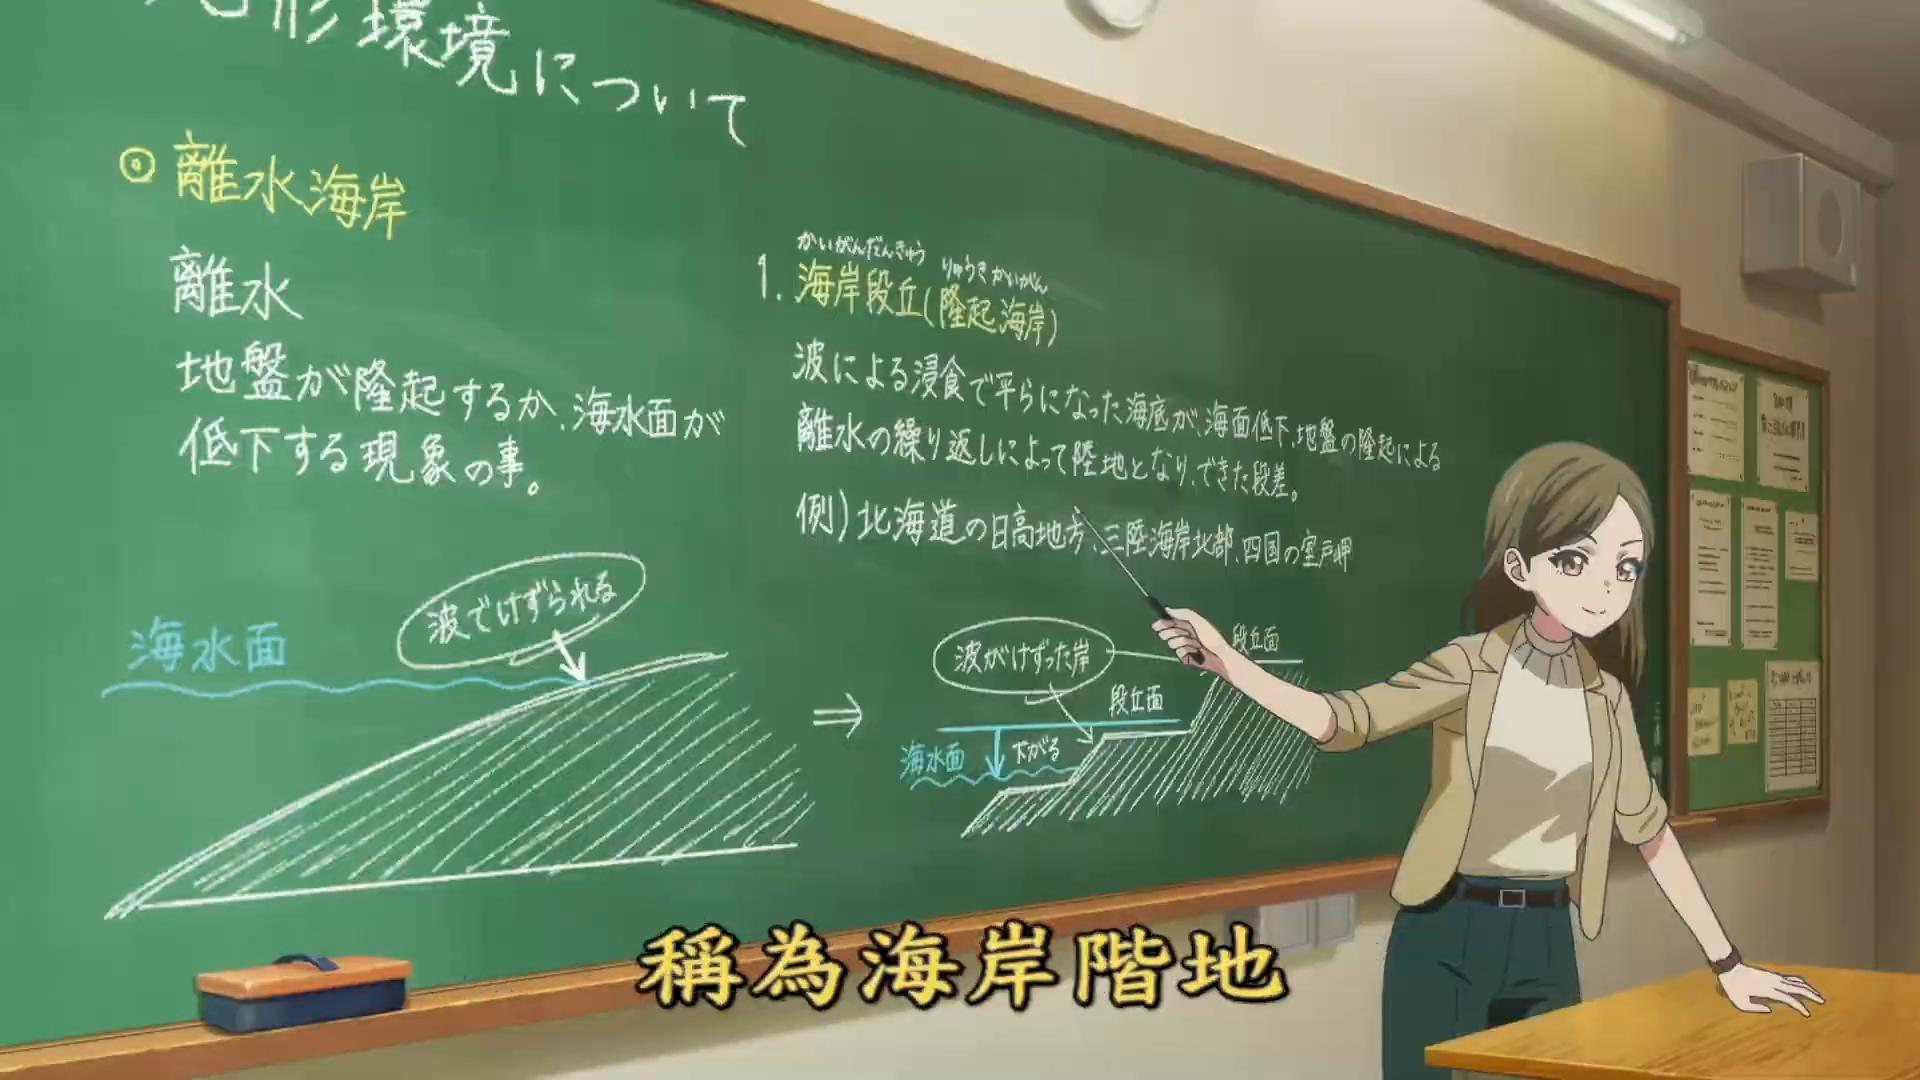 形環境について
離水海岸
離水
地盤が隆起するか、海水面が
低下する現象の事。
波でけずられる
海水面
かいがんだんきゅう りゅうきかいがん
1. 海岸段丘(隆起海岸)
波による浸食で平らになった海底が、海面低下、地盤の隆起による
離水の繰り返しによって陸地となり、できた段差。
例)北海道の日高地方、三陸海岸北部、四国の室戸岬
⇒
波がけずった岸
段丘面
段丘面
海水面
下がる
稱為海岸階地